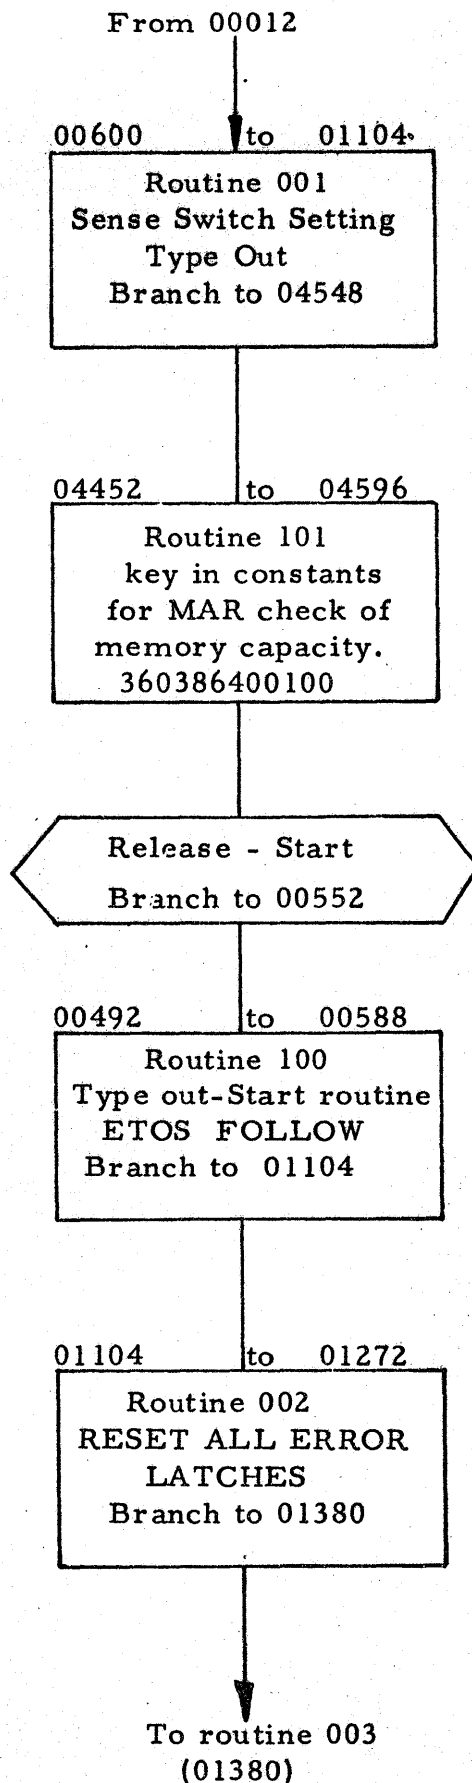 From 00012
00600 to 01104
Routine 001
Sense Switch Setting
Type Out
Branch to 04548
04452 to 04596
Routine 101
key in constants
for MAR check of
memory capacity.
360386400100
Release - Start
Branch to 00552
00492 to 00588
Routine 100
Type out-Start routine
ETOS FOLLOW
Branch to 01104
01104 to 01272
Routine 002
RESET ALL ERROR
LATCHES
Branch to 01380
To routine 003
(01380)